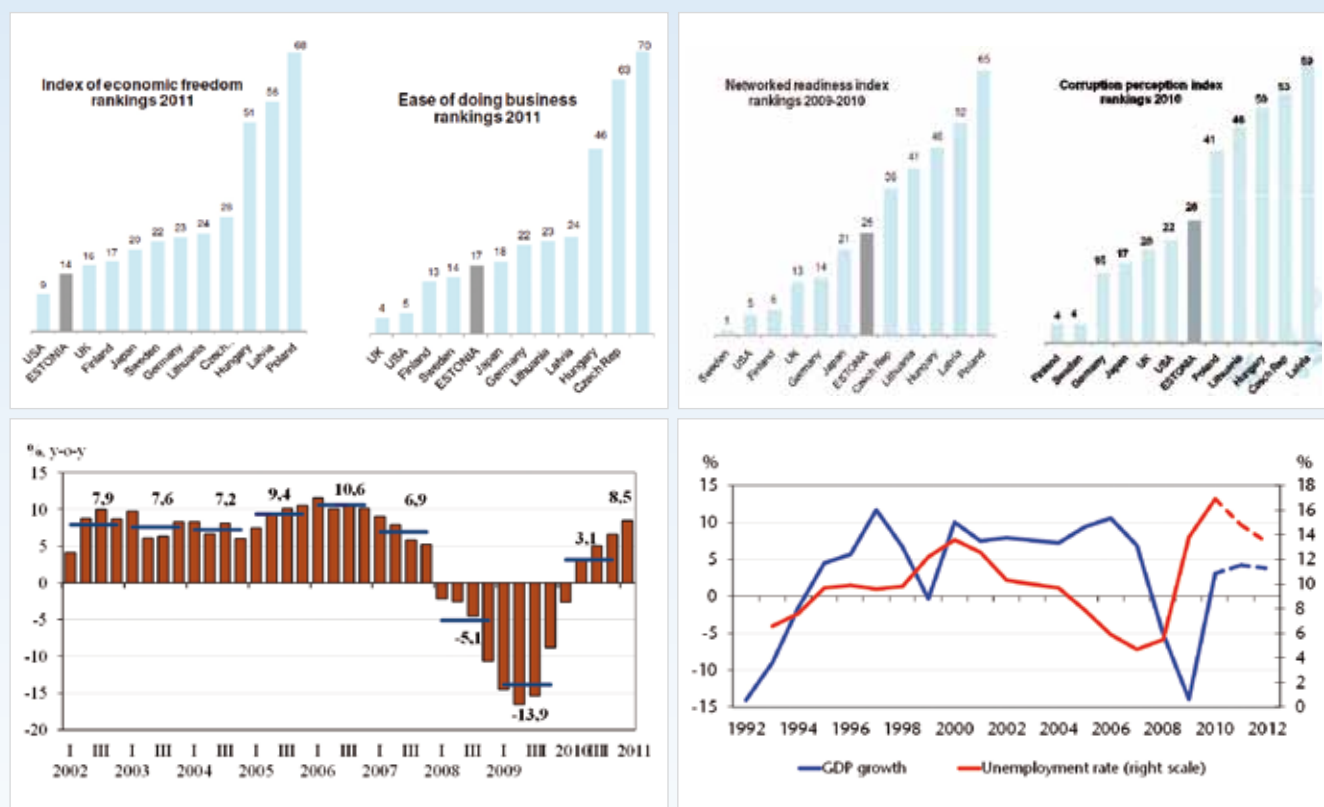 Index of economic freedom
rankings 2011
9
14
16
17
20
22
23
24
26
51
56
68
USA
ESTONIA
UK
Finland
Japan
Sweden
Germany
Lithuania
Czech..
Hungary
Latvia
Poland
Ease of doing business
rankings 2011
4
5
13
14
17
18
22
23
24
46
63
70
UK
USA
Finland
Sweden
ESTONIA
Japan
Germany
Lithuania
Latvia
Hungary
Czech Rep
Networked readiness index
rankings 2009-2010
1
5
6
13
14
21
25
41
46
52
65
Sweden
USA
Finland
UK
Germany
Japan
ESTONIA
Czech Rep
Lithuania
Hungary
Latvia
Poland
Corruption perception index
rankings 2010
4
4
15
17
20
22
26
41
46
53
59
Finland
Sweden
Germany
Japan
UK
USA
ESTONIA
Poland
Lithuania
Hungary
Czech Rep
Latvia
%, y-o-y
15
10
5
0
-5
-10
-15
-20
7,9
7,6
7,2
9,4
10,6
6,9
-5,1
-13,9
3,1
8,5
I III I III I III I III I III I III I III I
2002 2003 2004 2005 2006 2007 2008 2009 2010 2011
% %
15 18
10 16
14
5 12
0 10
8
-5 6
-10 4
2
-15 0
1992 1994 1996 1998 2000 2002 2004 2006 2008 2010 2012
GDP growth Unemployment rate (right scale)